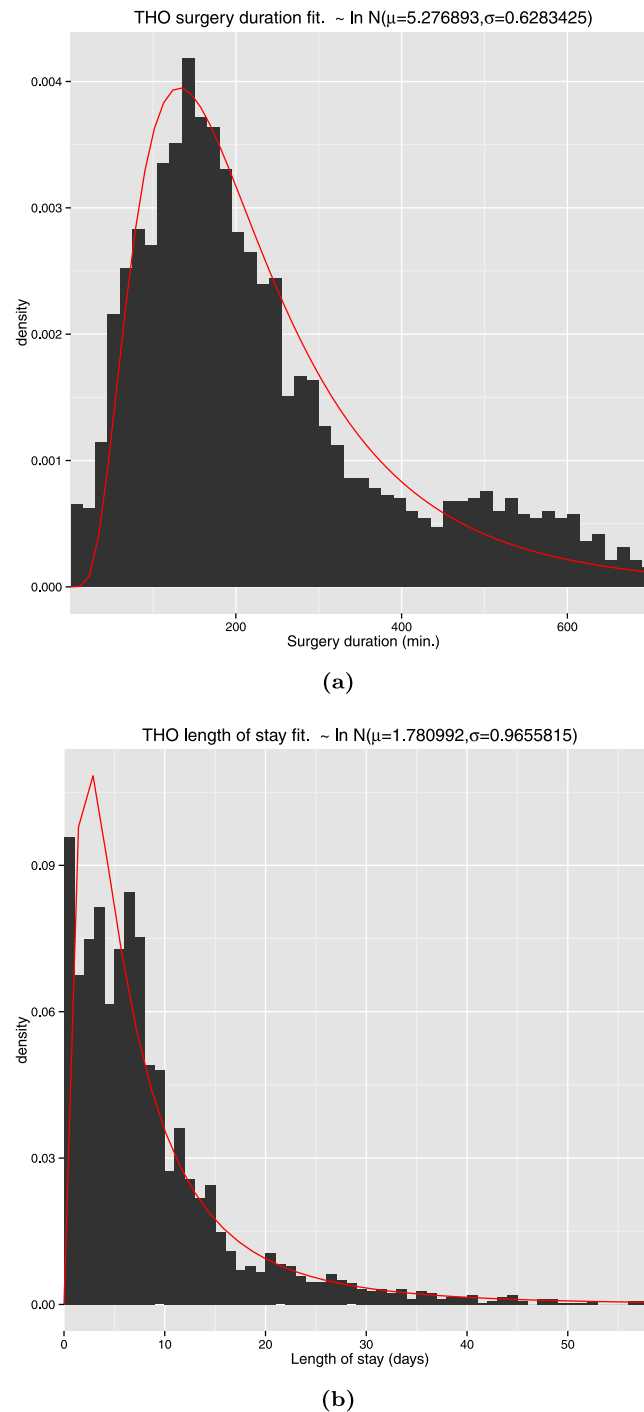 THO surgery duration fit.  ~ ln N(μ=5.276893,σ=0.6283425)
0.004
0.003
0.002
0.001
0.000
density
200
400
600
Surgery duration (min.)
(a)
THO length of stay fit.  ~ ln N(μ=1.780992,σ=0.9655815)
0.09
0.06
0.03
0.00
density
0
10
20
30
40
50
Length of stay (days)
(b)